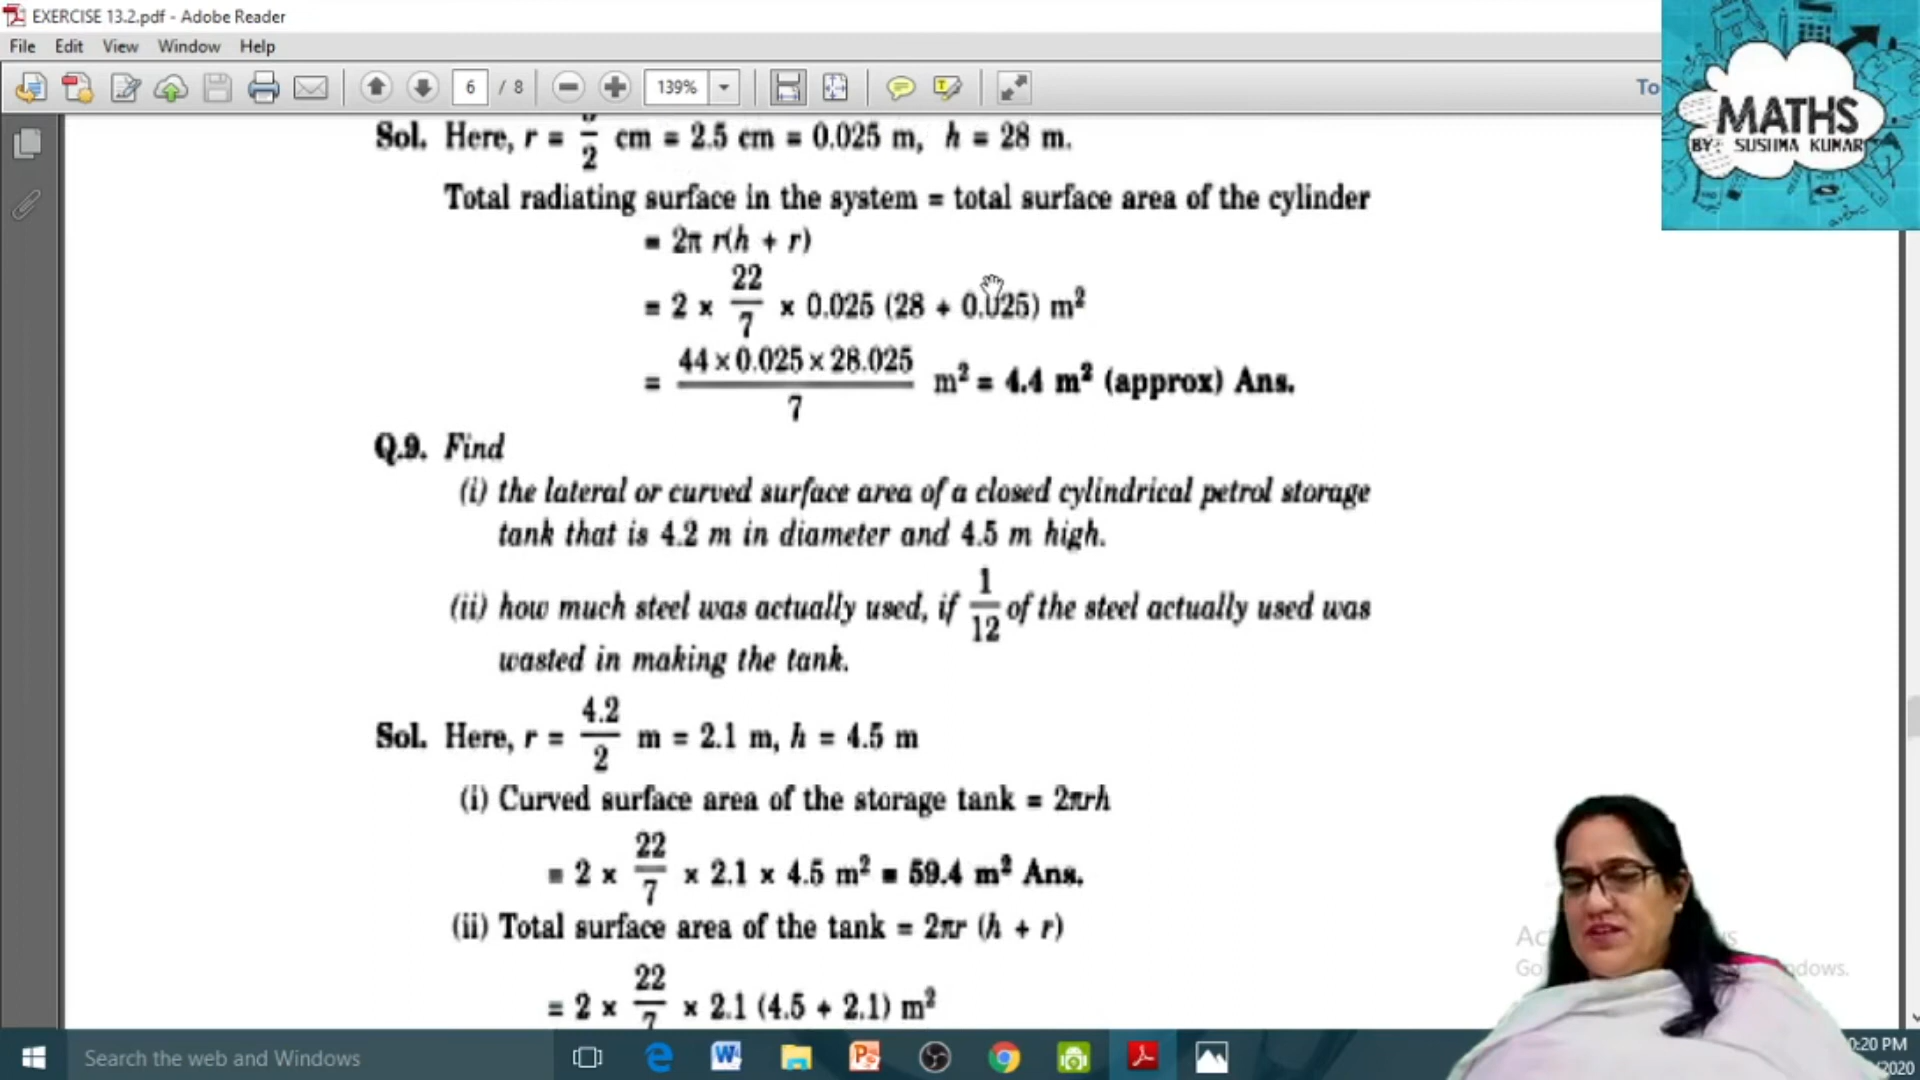 EXERCISE 13.2.pdf - Adobe Reader
File Edit View Window Help
6 / 8 139% To
MATHS
BY: SUSHMA KUMAR
Sol. Here, r = 5/2 cm = 2.5 cm = 0.025 m, h = 28 m.
Total radiating surface in the system = total surface area of the cylinder
= 2π r(h + r)
= 2 × 22/7 × 0.025 (28 + 0.025) m²
= 44 × 0.025 × 28.025 / 7 m² = 4.4 m² (approx) Ans.
Q.9. Find
(i) the lateral or curved surface area of a closed cylindrical petrol storage
tank that is 4.2 m in diameter and 4.5 m high.
(ii) how much steel was actually used, if 1/12 of the steel actually used was
wasted in making the tank.
Sol. Here, r = 4.2/2 m = 2.1 m, h = 4.5 m
(i) Curved surface area of the storage tank = 2πrh
= 2 × 22/7 × 2.1 × 4.5 m² = 59.4 m² Ans.
(ii) Total surface area of the tank = 2πr (h + r)
= 2 × 22/7 × 2.1 (4.5 + 2.1) m²
Search the web and Windows
0:20 PM
/2020